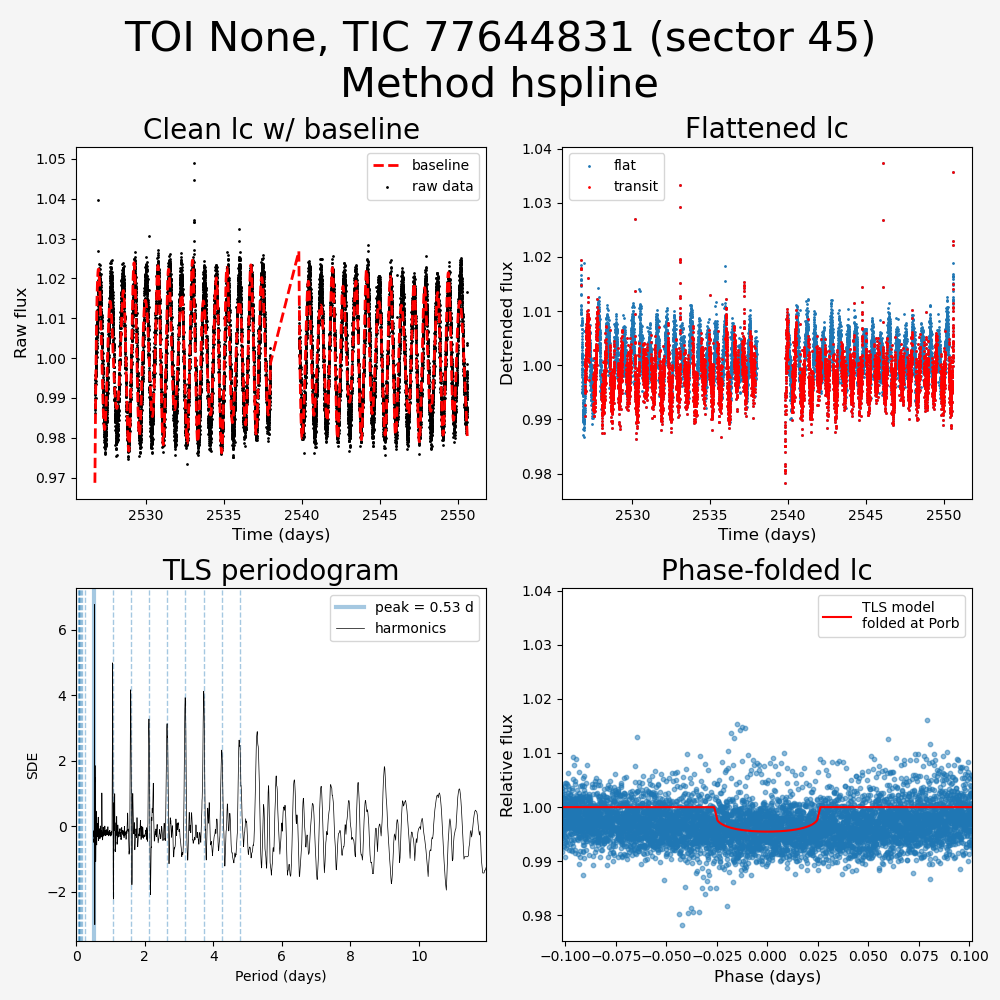 TOI None, TIC 77644831 (sector 45)
Method hspline
Clean lc w/ baseline
Flattened lc
1.05
1.04
1.03
1.02
1.01
1.00
0.99
0.98
0.97
Raw flux
baseline
raw data
2530
2535
2540
2545
2550
Time (days)
1.04
1.03
1.02
1.01
1.00
0.99
0.98
Detrended flux
flat
transit
2530
2535
2540
2545
2550
Time (days)
TLS periodogram
Phase-folded lc
6
4
2
0
−2
SDE
peak = 0.53 d
harmonics
0
2
4
6
8
10
Period (days)
1.04
1.03
1.02
1.01
1.00
0.99
0.98
Relative flux
TLS model
folded at Porb
−0.100
−0.075
−0.050
−0.025
0.000
0.025
0.050
0.075
0.100
Phase (days)